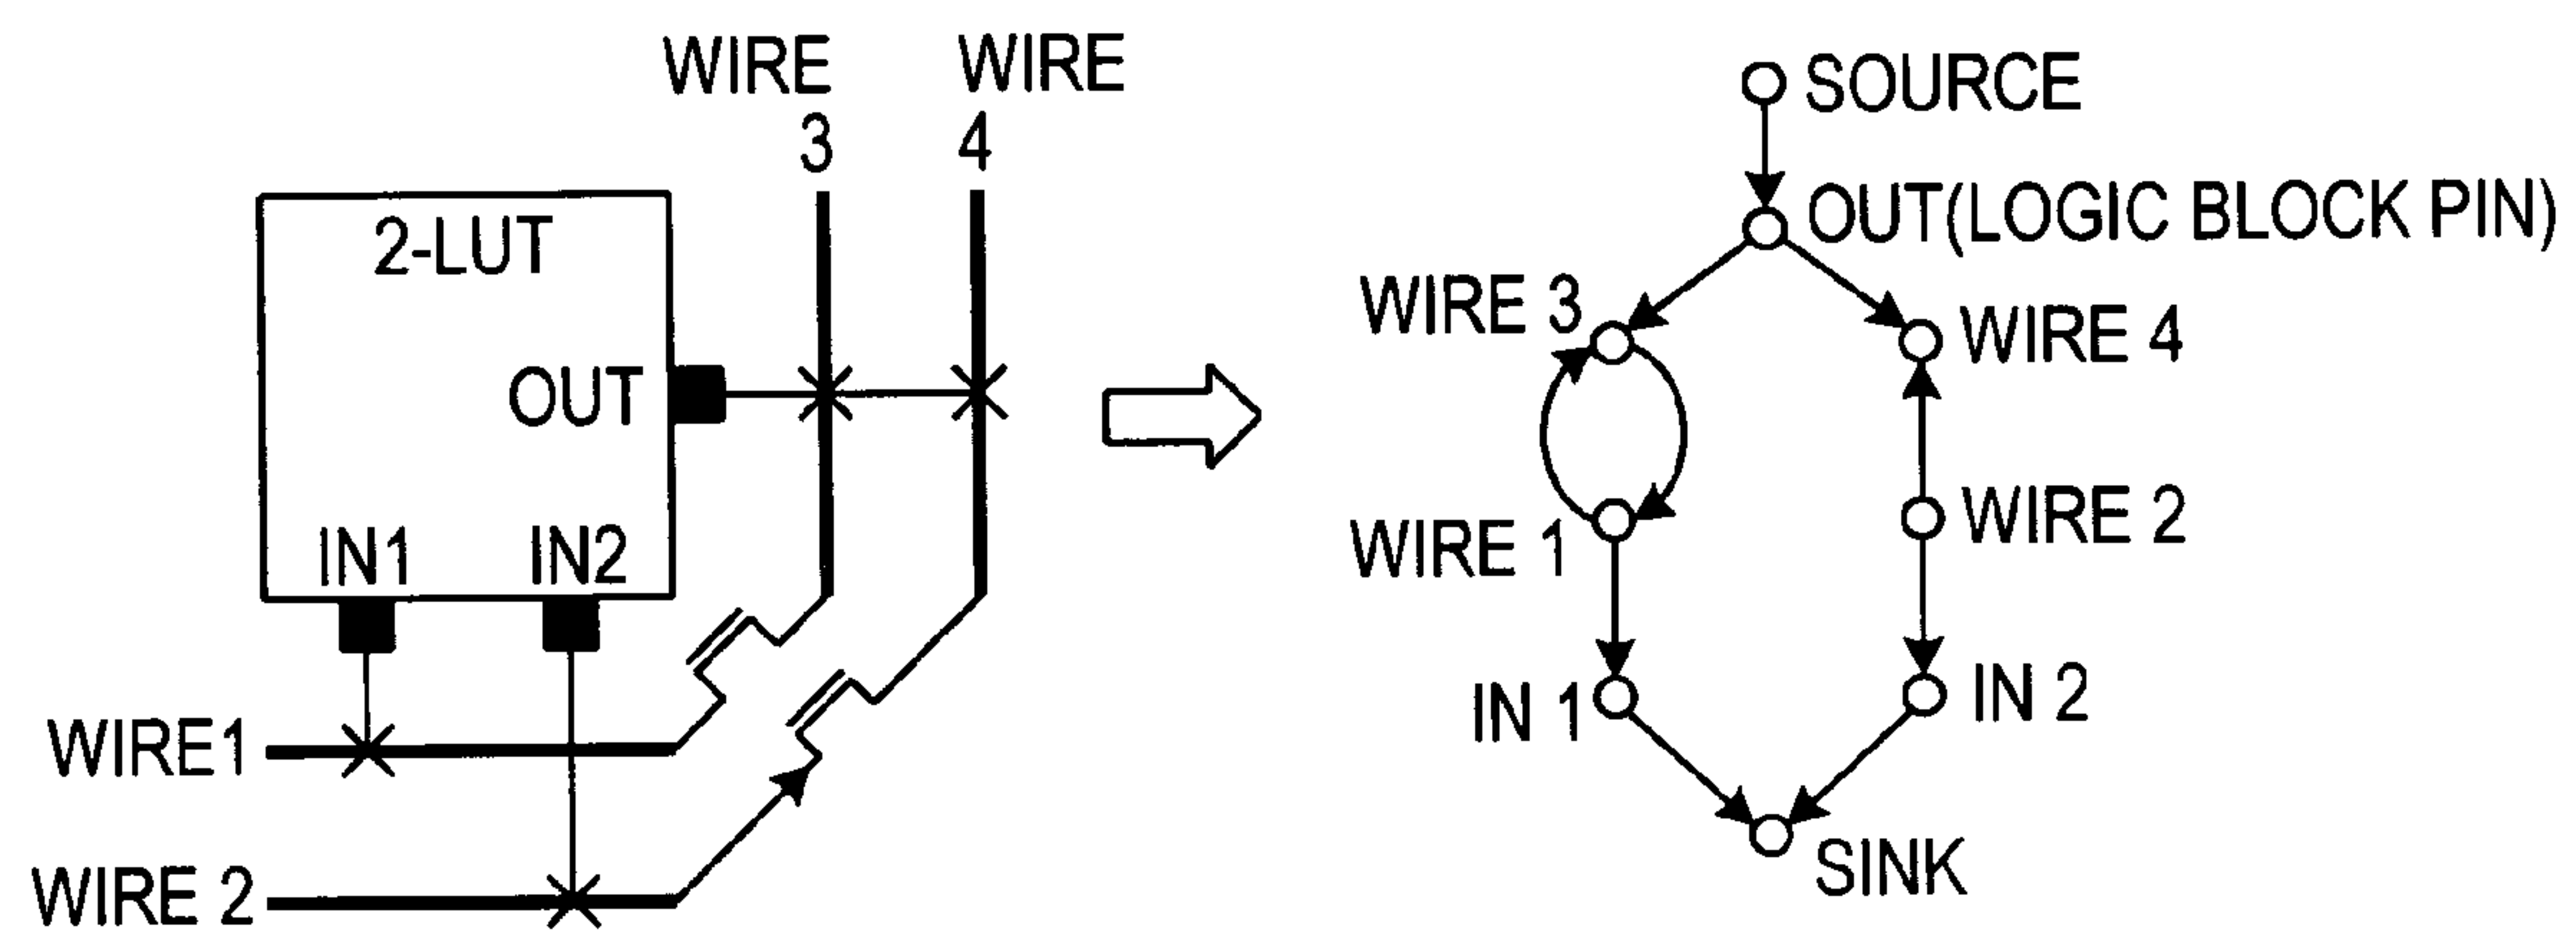 WIRE
3
WIRE
4
2-LUT
OUT
IN1
IN2
WIRE1
WIRE 2
SOURCE
OUT(LOGIC BLOCK PIN)
WIRE 3
WIRE 4
WIRE 1
WIRE 2
IN 1
IN 2
SINK